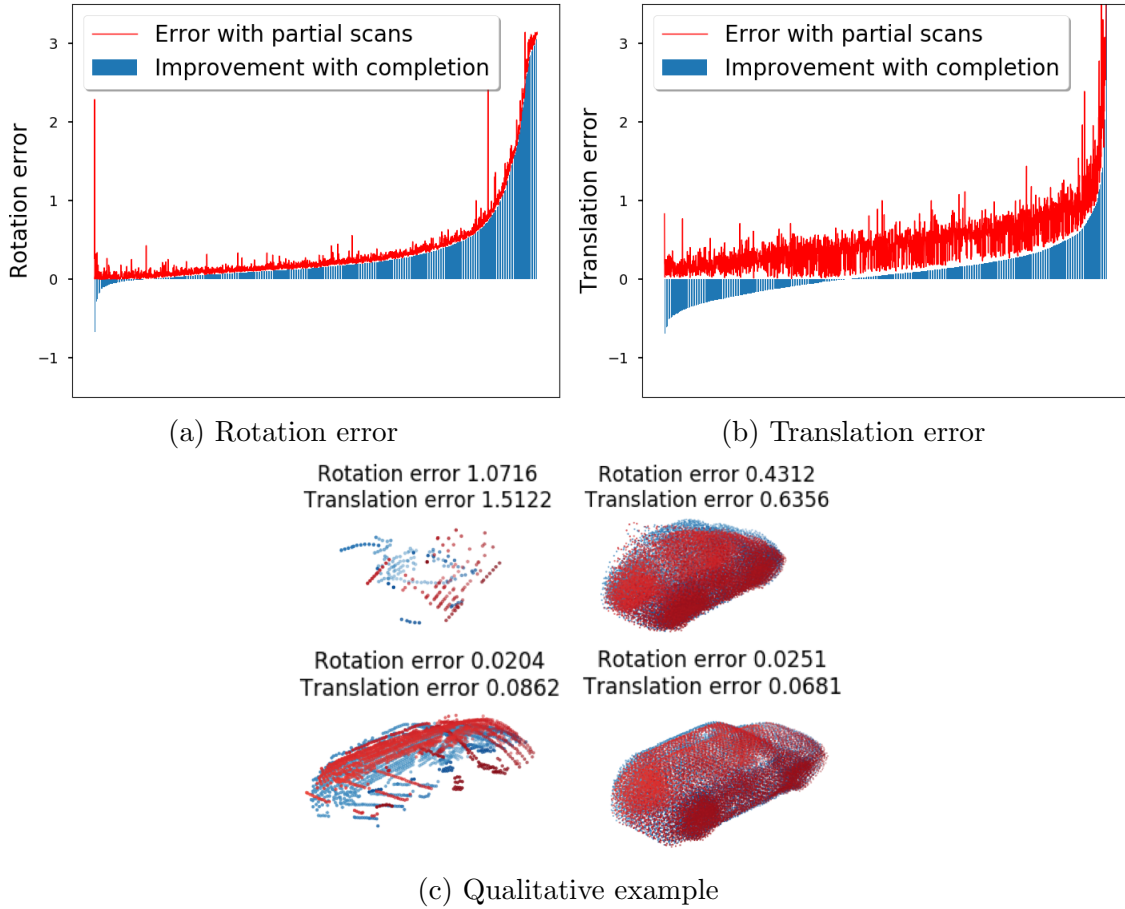 Error with partial scans
Improvement with completion
Rotation error
3
2
1
0
−1
(a) Rotation error
Error with partial scans
Improvement with completion
Translation error
3
2
1
0
−1
(b) Translation error
Rotation error 1.0716
Translation error 1.5122
Rotation error 0.4312
Translation error 0.6356
Rotation error 0.0204
Translation error 0.0862
Rotation error 0.0251
Translation error 0.0681
(c) Qualitative example